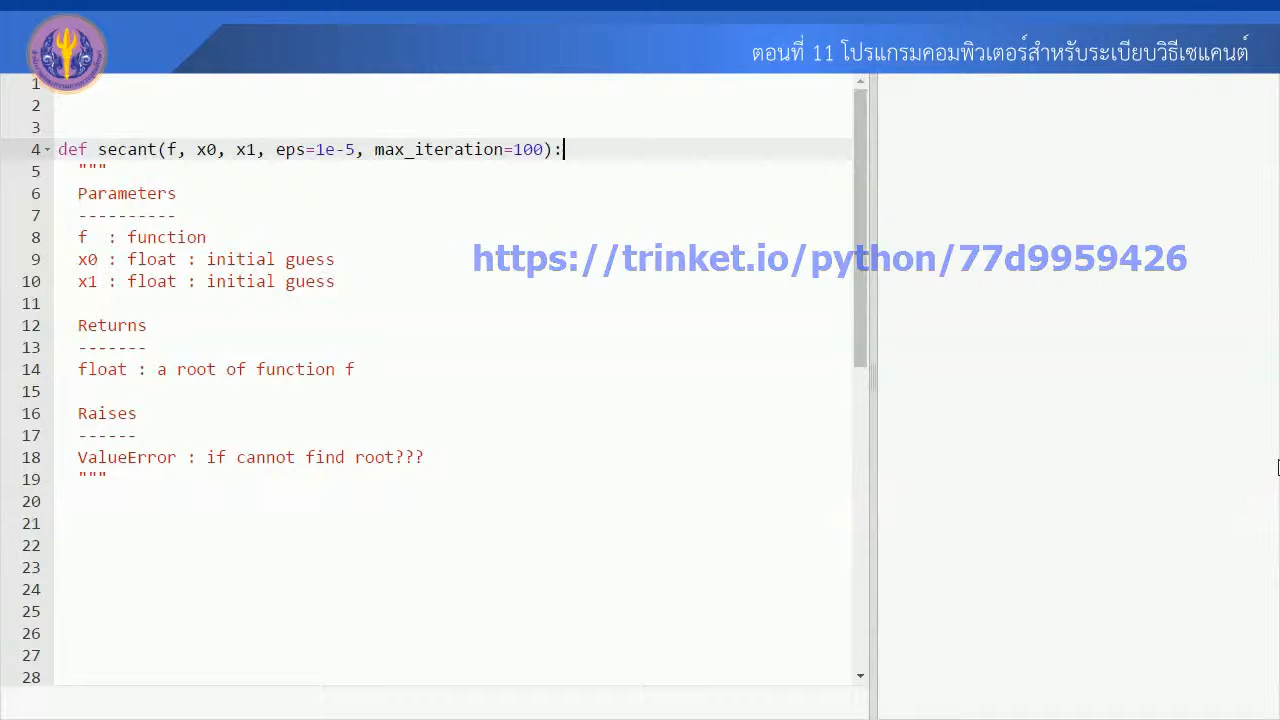 ตอนที่ 11 โปรแกรมคอมพิวเตอร์สำหรับระเบียบวิธีเซแคนต์
1
2
3
4 def secant(f, x0, x1, eps=1e-5, max_iteration=100):
5 """
6 Parameters
7 ----------
8 f : function
9 x0 : float : initial guess
https://trinket.io/python/77d9959426
10 x1 : float : initial guess
11
12 Returns
13 -------
14 float : a root of function f
15
16 Raises
17 ------
18 ValueError : if cannot find root???
19 """
20
21
22
23
24
25
26
27
28